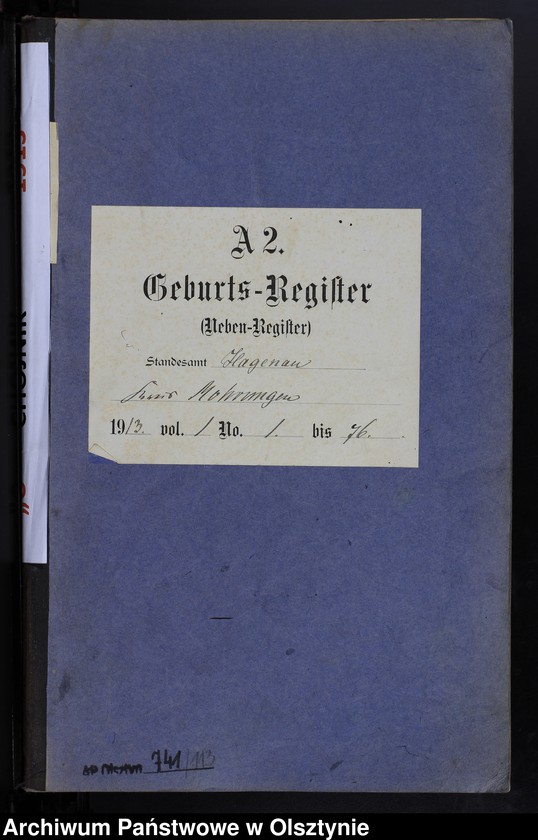 A 2.
Geburts-Register
(Neben-Register)
Standesamt Hagenau
Kreis Mohrungen
1913. vol. 1 No. 1. bis 76.
741/113
Archiwum Państwowe w Olsztynie